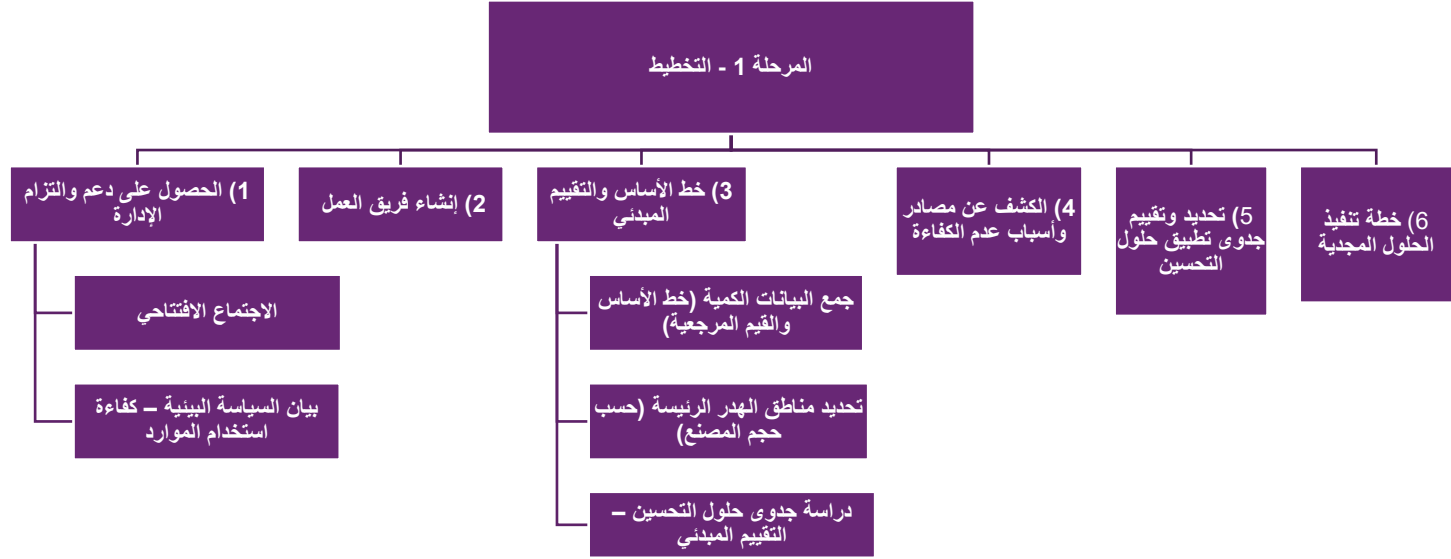 المرحلة 1 - التخطيط
1) الحصول على دعم والتزام
الإدارة
الاجتماع الافتتاحي
بيان السياسة البيئية – كفاءة
استخدام الموارد
2) إنشاء فريق العمل
3) خط الأساس والتقييم
المبدئي
جمع البيانات الكمية (خط الأساس
والقيم المرجعية)
تحديد مناطق الهدر الرئيسة (حسب
حجم المصنع)
دراسة جدوى حلول التحسين –
التقييم المبدئي
4) الكشف عن مصادر
وأسباب عدم الكفاءة
5) تحديد وتقييم
جدوى تطبيق حلول
التحسين
6) خطة تنفيذ
الحلول المجدية